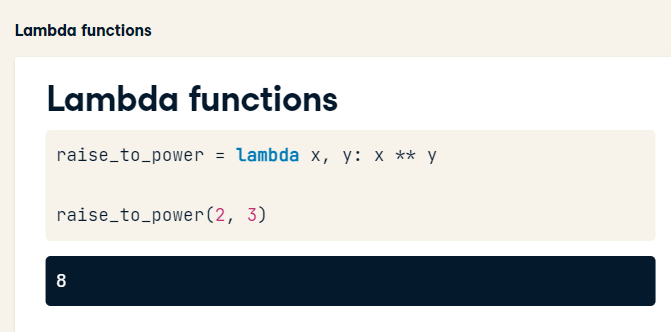 Lambda functions
Lambda functions
raise_to_power = lambda x, y: x ** y
raise_to_power(2, 3)
8